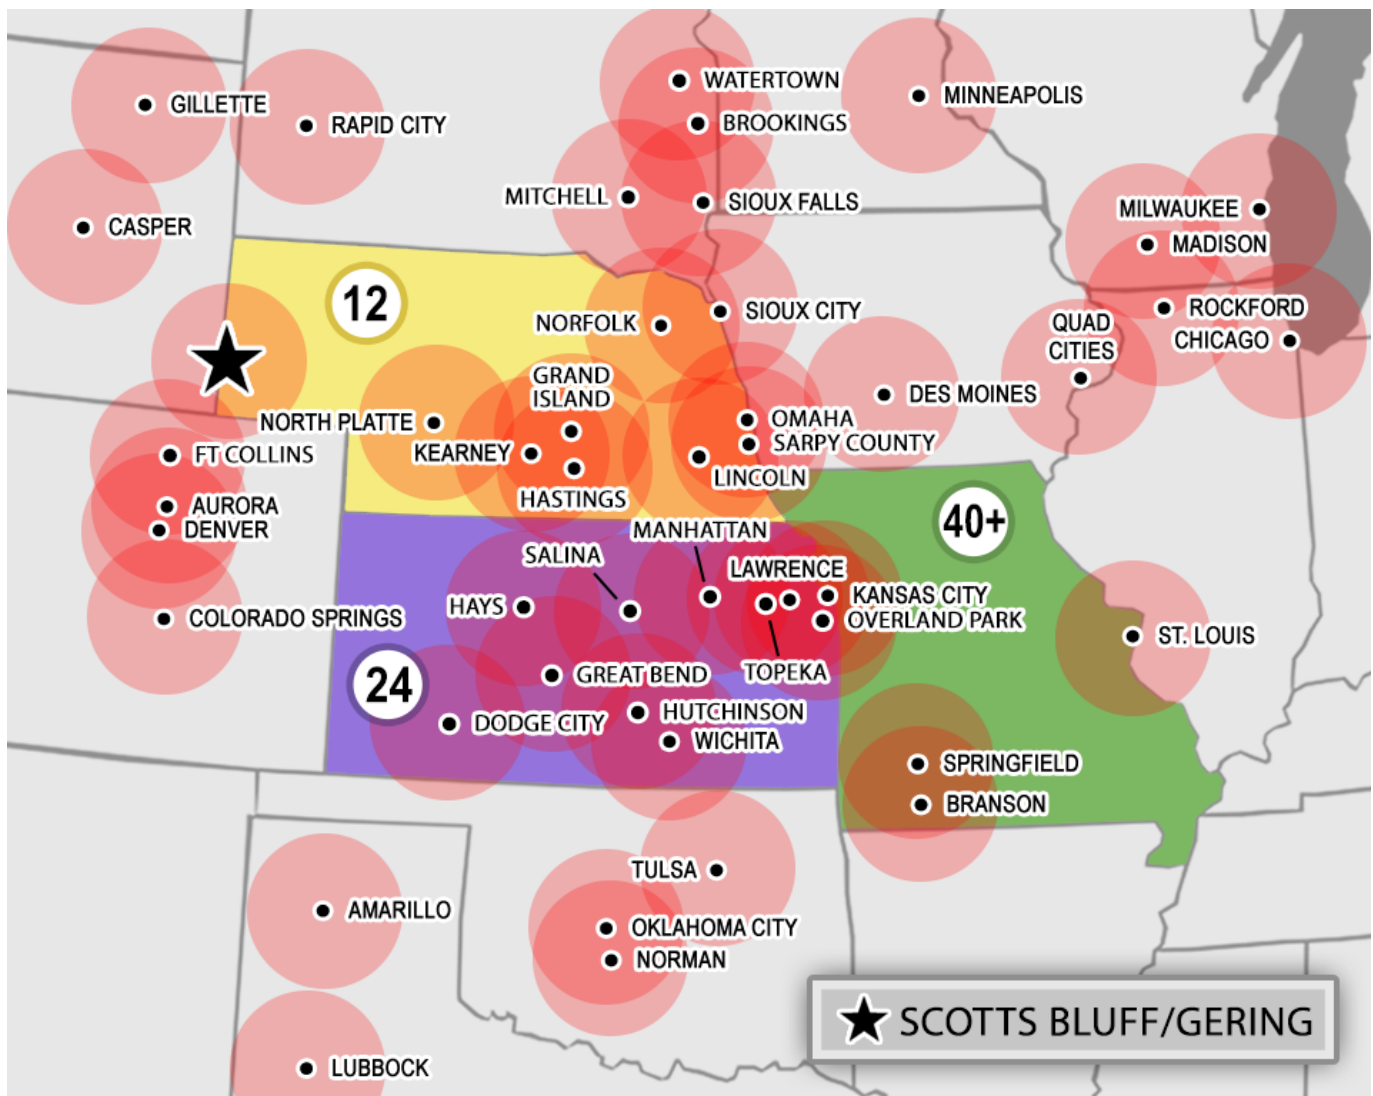 WATERTOWN
MINNEAPOLIS
GILLETTE
RAPID CITY
BROOKINGS
MITCHELL
SIOUX FALLS
CASPER
MILWAUKEE
MADISON
12
NORFOLK
SIOUX CITY
ROCKFORD
QUAD
CITIES
CHICAGO
GRAND
ISLAND
DES MOINES
NORTH PLATTE
OMAHA
KEARNEY
SARPY COUNTY
FT COLLINS
LINCOLN
HASTINGS
AURORA
DENVER
MANHATTAN
40+
SALINA
LAWRENCE
HAYS
KANSAS CITY
COLORADO SPRINGS
OVERLAND PARK
ST. LOUIS
24
GREAT BEND
TOPEKA
DODGE CITY
HUTCHINSON
WICHITA
SPRINGFIELD
BRANSON
TULSA
AMARILLO
OKLAHOMA CITY
NORMAN
SCOTTS BLUFF/GERING
LUBBOCK